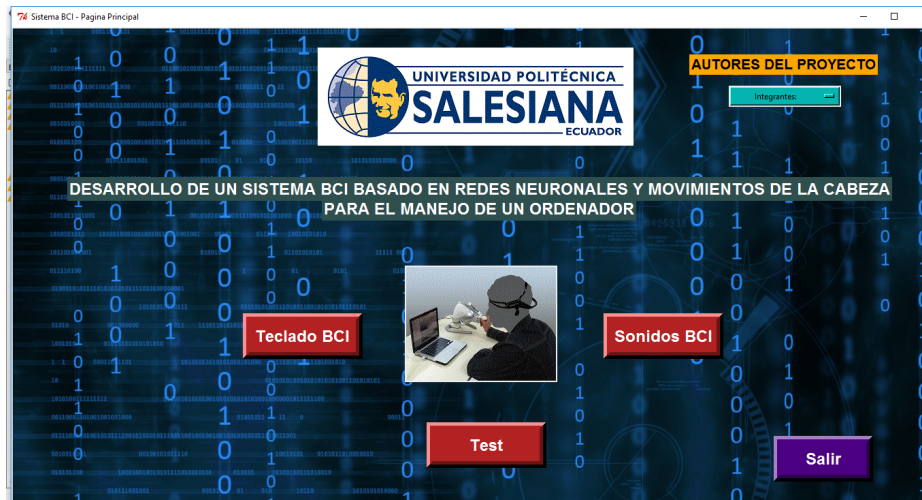 Sistema BCI - Pagina Principal
UNIVERSIDAD POLITÉCNICA
SALESIANA
ECUADOR
AUTORES DEL PROYECTO
Integrantes:
DESARROLLO DE UN SISTEMA BCI BASADO EN REDES NEURONALES Y MOVIMIENTOS DE LA CABEZA
PARA EL MANEJO DE UN ORDENADOR
Teclado BCI
Sonidos BCI
Test
Salir